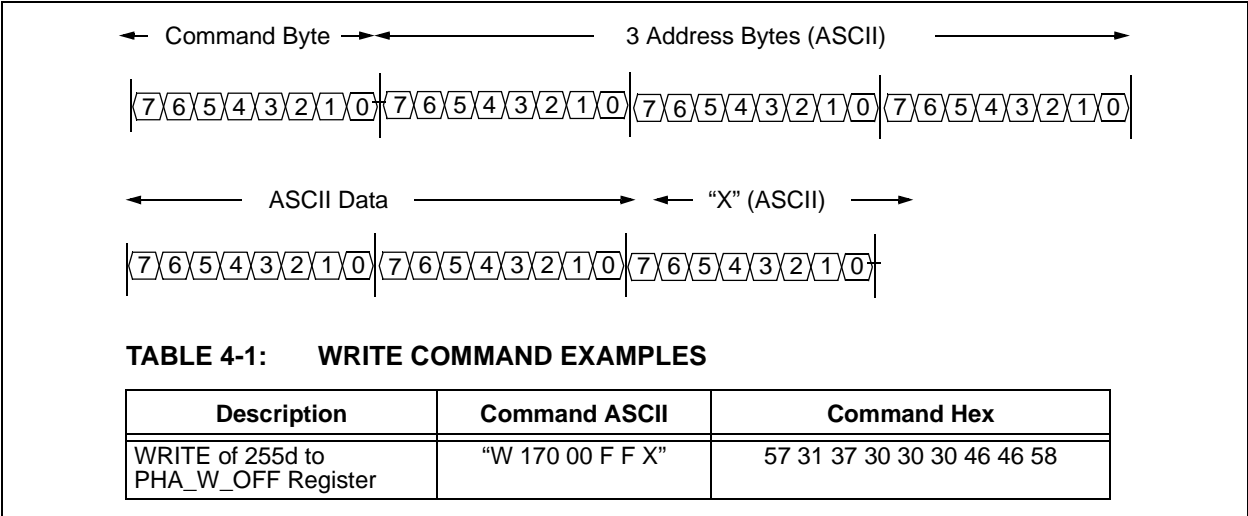 Command Byte 3 Address Bytes (ASCII)
7 6 5 4 3 2 1 0 7 6 5 4 3 2 1 0 7 6 5 4 3 2 1 0 7 6 5 4 3 2 1 0
ASCII Data “X” (ASCII)
7 6 5 4 3 2 1 0 7 6 5 4 3 2 1 0 7 6 5 4 3 2 1 0
TABLE 4-1: WRITE COMMAND EXAMPLES
Description Command ASCII Command Hex
WRITE of 255d to “W 170 00 F F X” 57 31 37 30 30 30 46 46 58
PHA_W_OFF Register